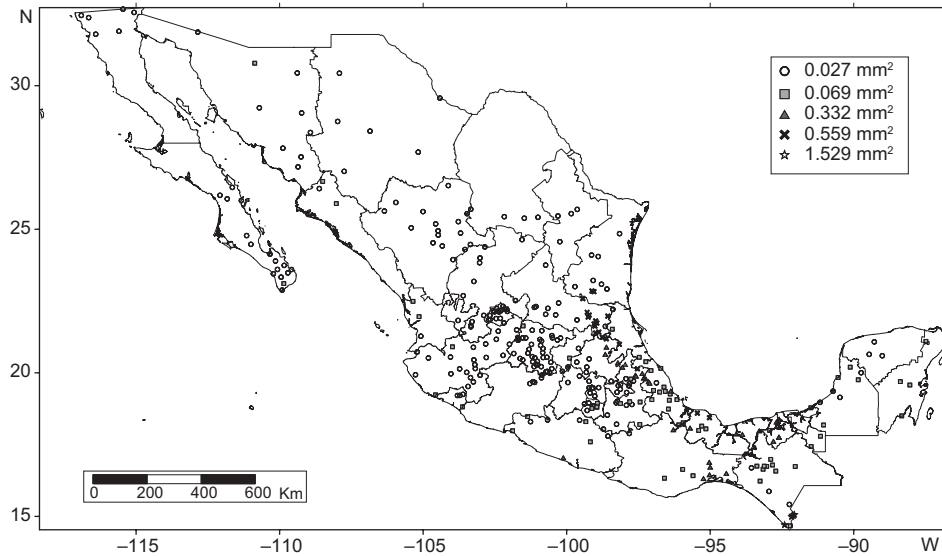 N
30
25
20
15
0.027 mm²
0.069 mm²
0.332 mm²
0.559 mm²
1.529 mm²
0 200 400 600 Km
–115 –110 –105 –100 –95 –90 W